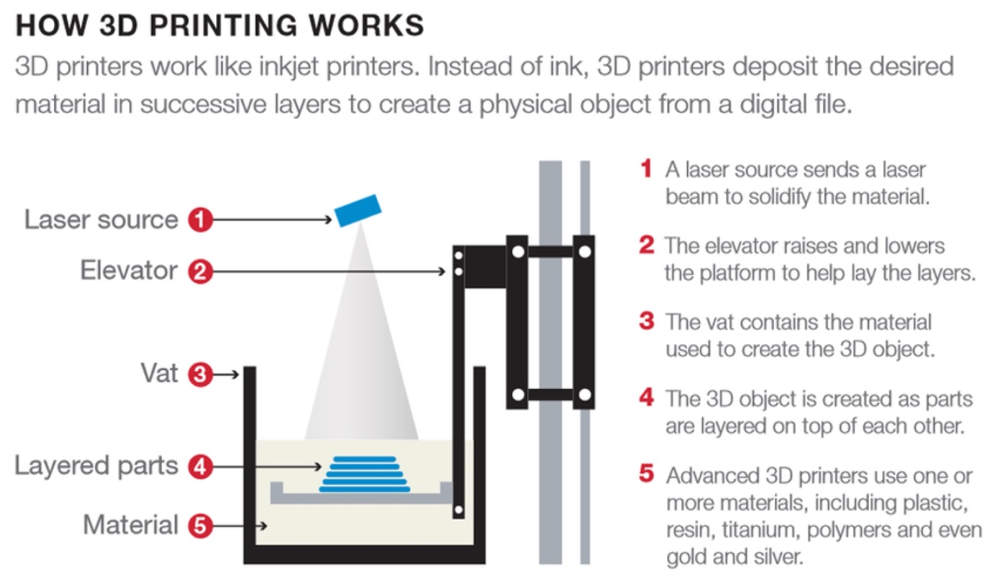 HOW 3D PRINTING WORKS
3D printers work like inkjet printers. Instead of ink, 3D printers deposit the desired
material in successive layers to create a physical object from a digital file.
Laser source 1
Elevator 2
Vat 3
Layered parts 4
Material 5
1 A laser source sends a laser
beam to solidify the material.
2 The elevator raises and lowers
the platform to help lay the layers.
3 The vat contains the material
used to create the 3D object.
4 The 3D object is created as parts
are layered on top of each other.
5 Advanced 3D printers use one or
more materials, including plastic,
resin, titanium, polymers and even
gold and silver.